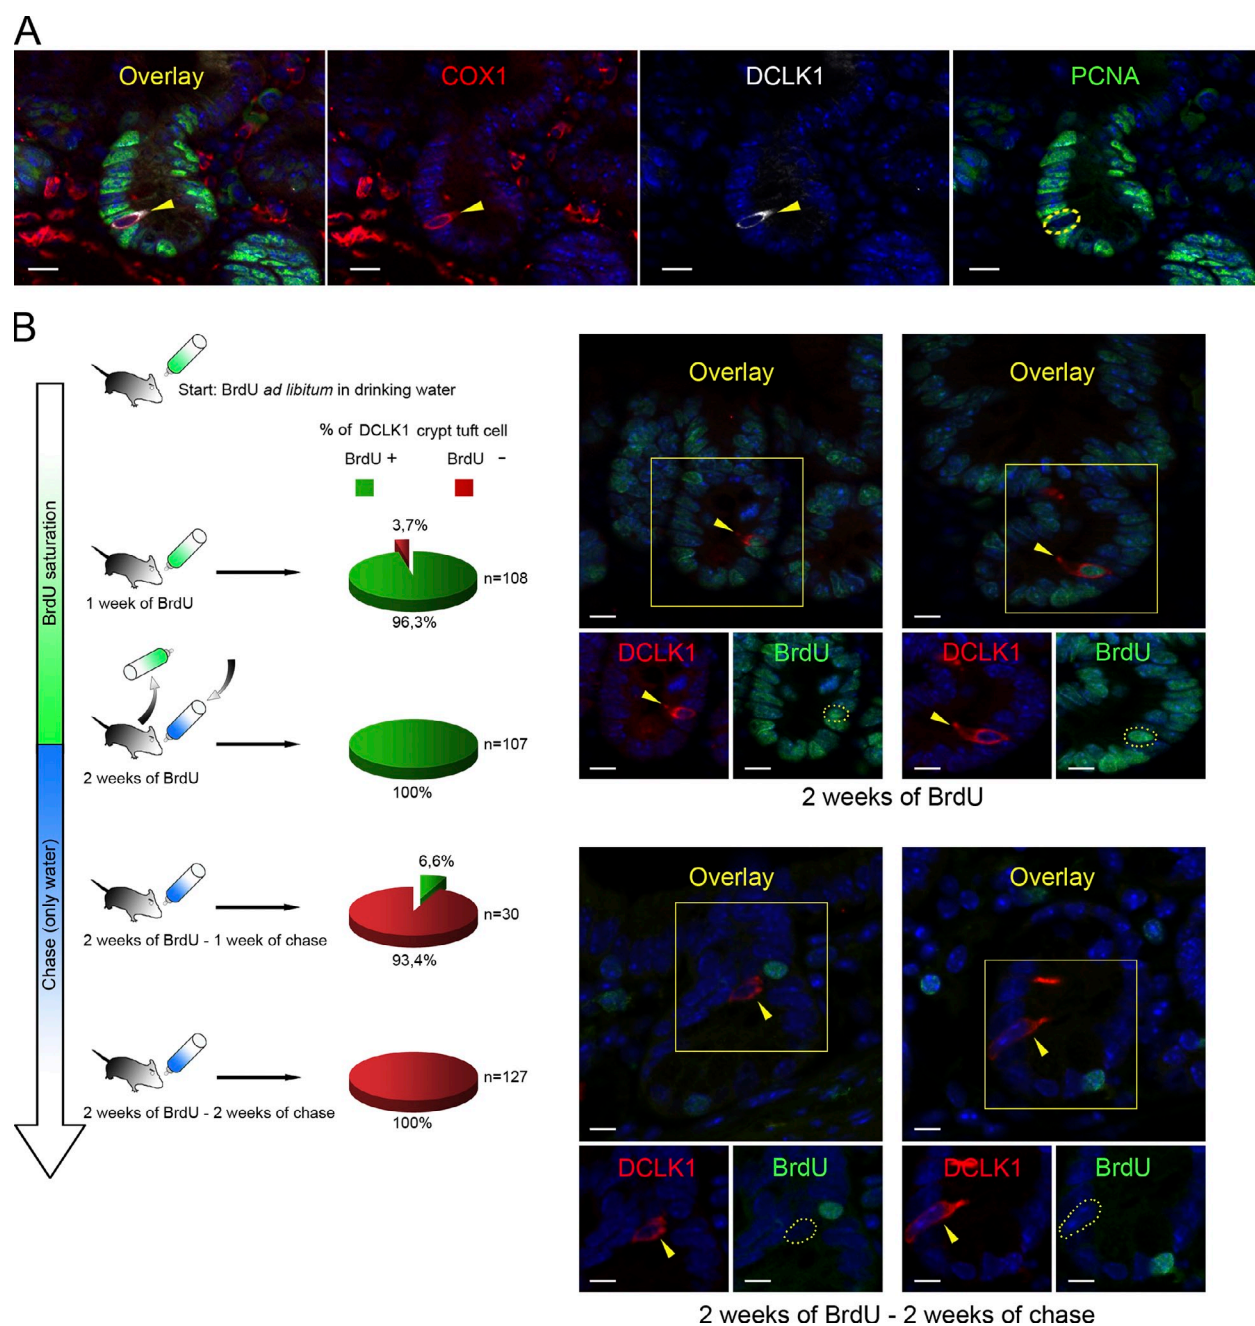 A
Overlay
COX1
DCLK1
PCNA
B
Start: BrdU ad libitum in drinking water
% of DCLK1 crypt tuft cell
BrdU +
BrdU -
BrdU saturation
3,7%
n=108
96,3%
1 week of BrdU
n=107
100%
2 weeks of BrdU
Chase (only water)
6,6%
n=30
93,4%
2 weeks of BrdU - 1 week of chase
n=127
100%
2 weeks of BrdU - 2 weeks of chase
Overlay
Overlay
DCLK1
BrdU
DCLK1
BrdU
2 weeks of BrdU
Overlay
Overlay
DCLK1
BrdU
DCLK1
BrdU
2 weeks of BrdU - 2 weeks of chase